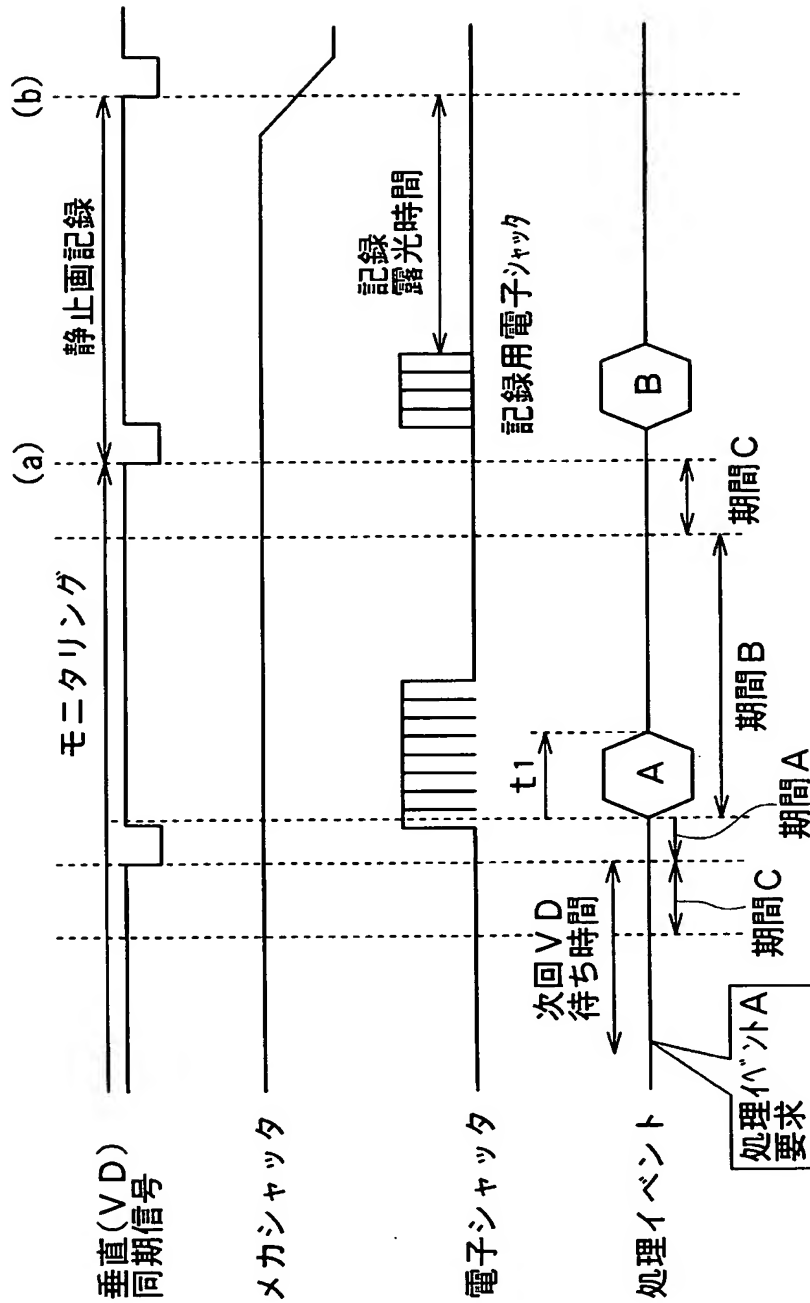 (a)
(b)
モニタリング
静止画記録
垂直(VD)
同期信号
メカシャッタ
記録
露光時間
電子シャッタ
記録用電子シャッタ
t1
次回VD
待ち時間
処理イベント
A
B
処理イベントA
要求
期間C
期間A
期間B
期間C